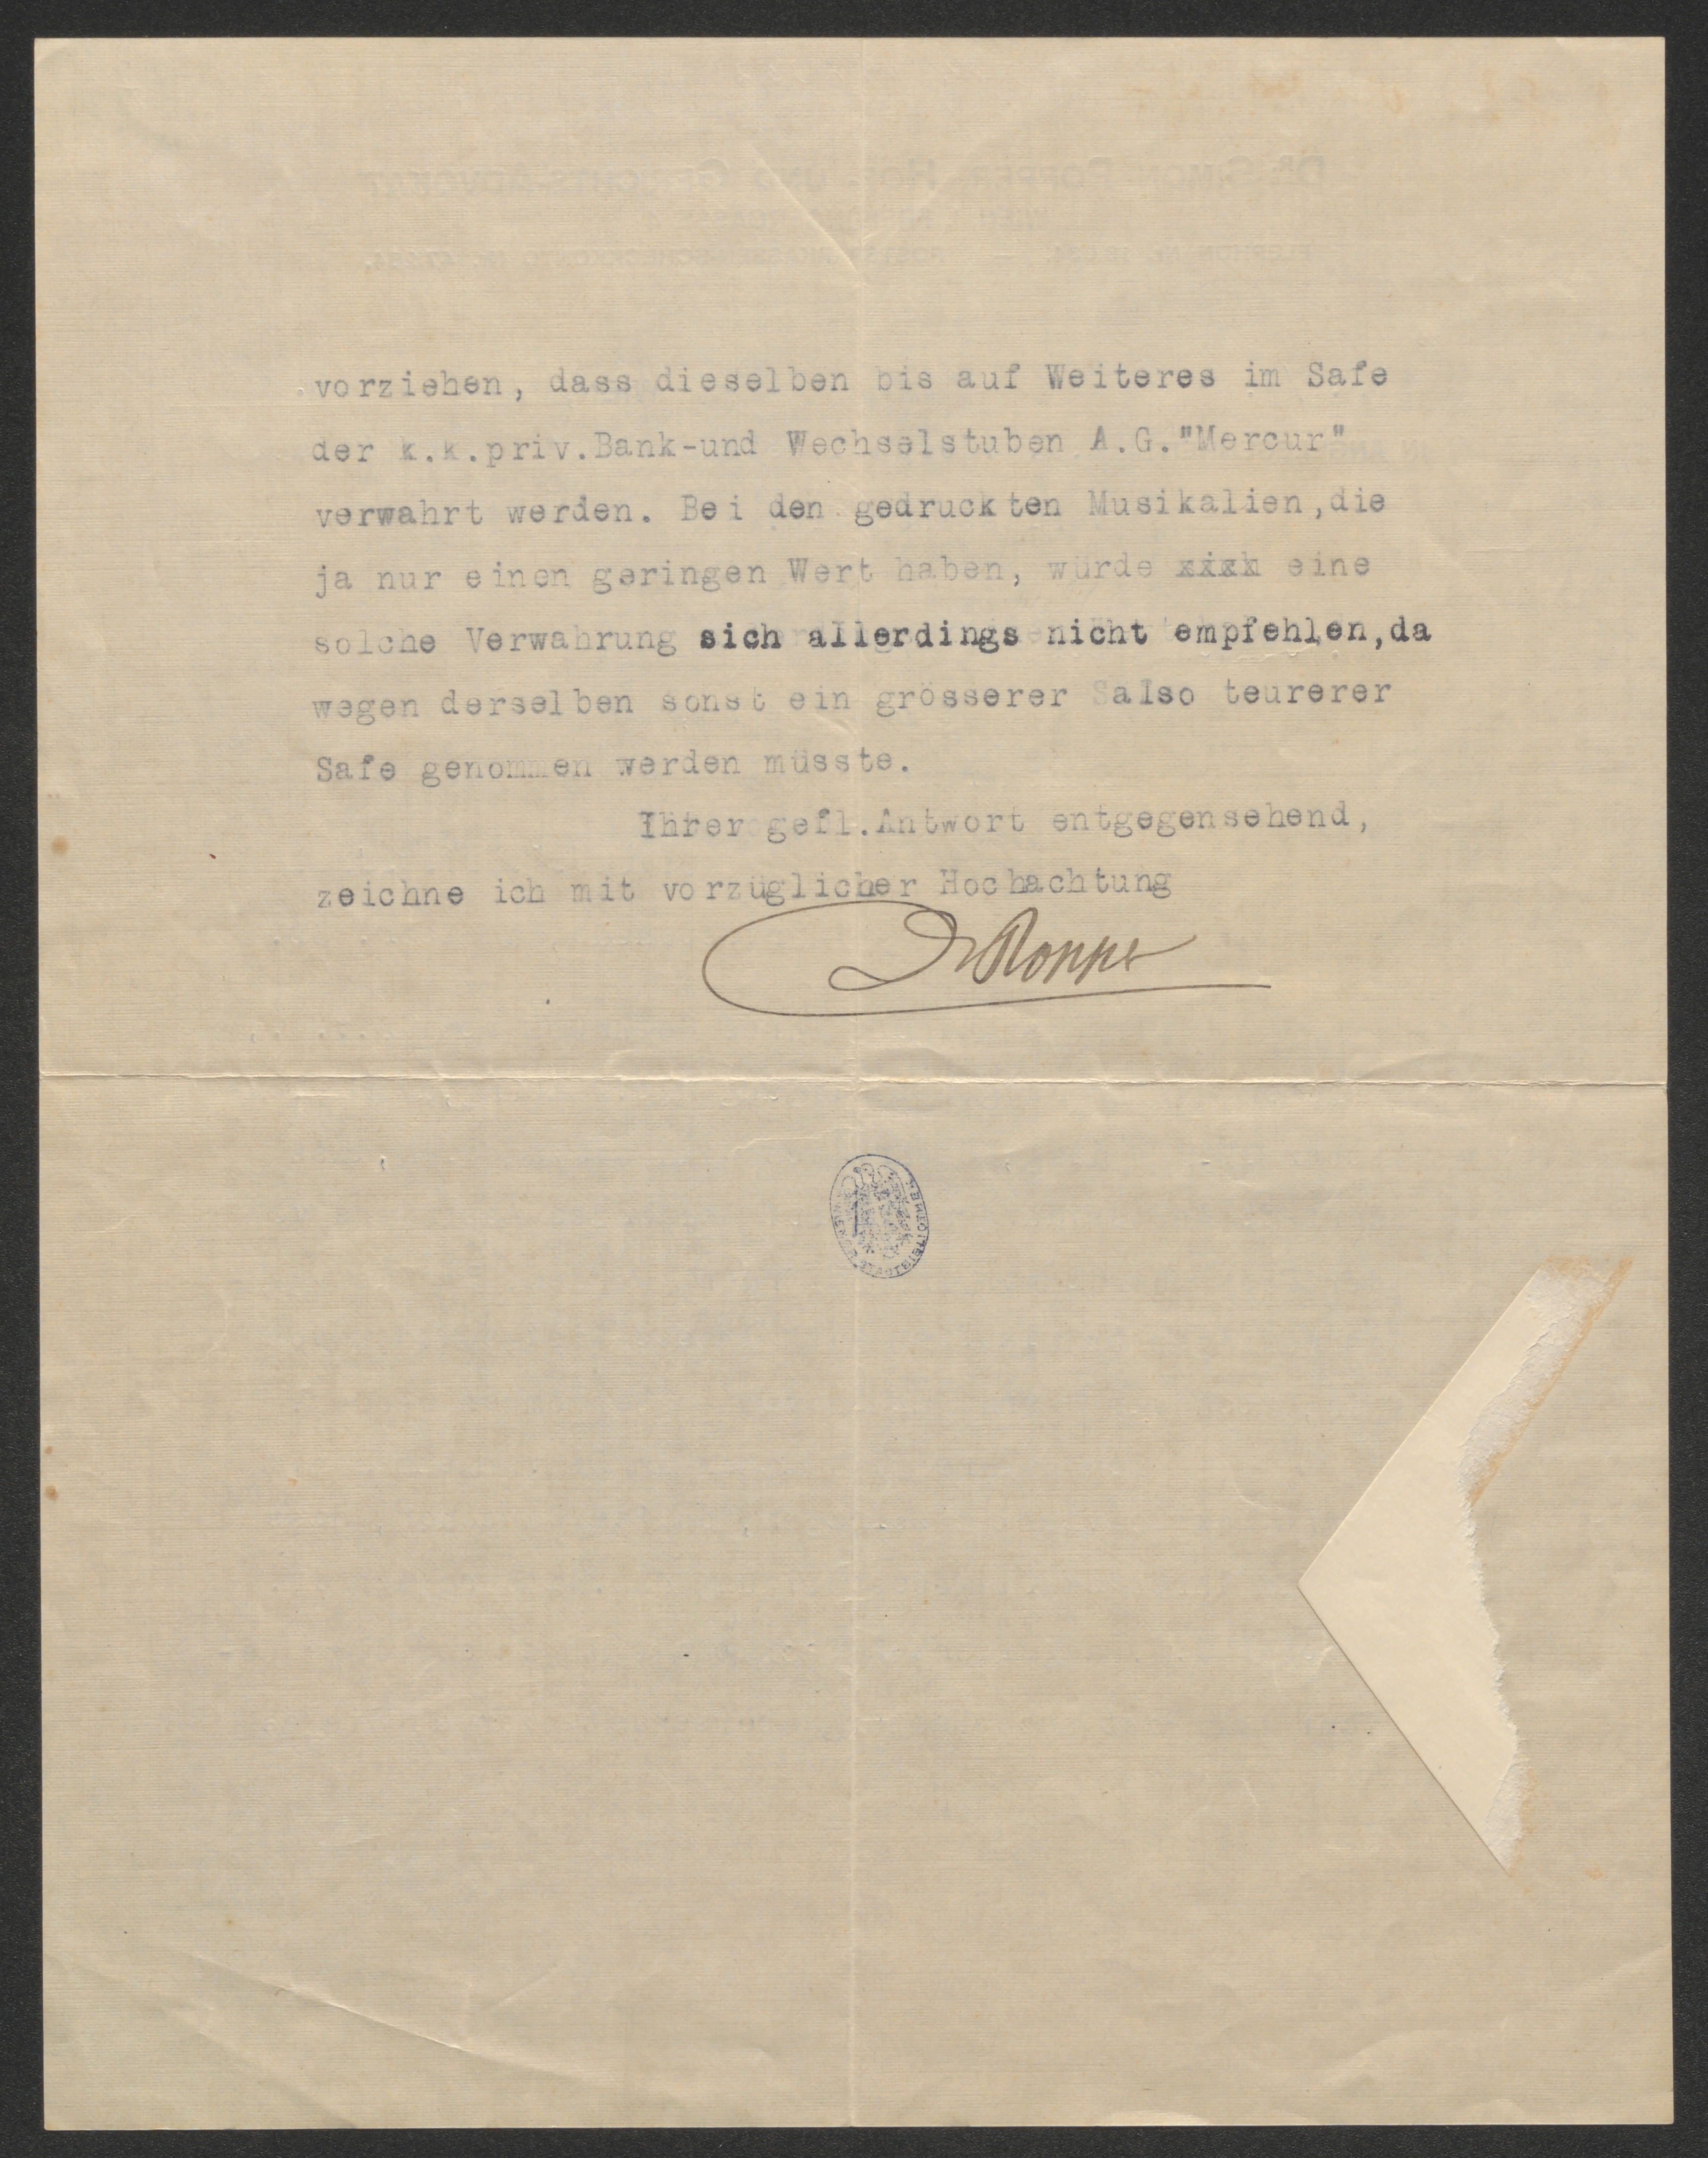 vorziehen, dass dieselben bis auf Weiteres im Safe
der k.k.priv.Bank-und Wechselstuben A.G."Mercur"
verwahrt werden. Bei den gedruckten Musikalien,die
ja nur einen geringen Wert haben, würde eine
solche Verwahrung sich allerdings nicht empfehlen,da
wegen derselben sonst ein grösserer also teurerer
Safe genommen werden müsste.
Ihrer gefl.Antwort entgegensehend,
zeichne ich mit vorzüglicher Hochachtung
Dr Popper